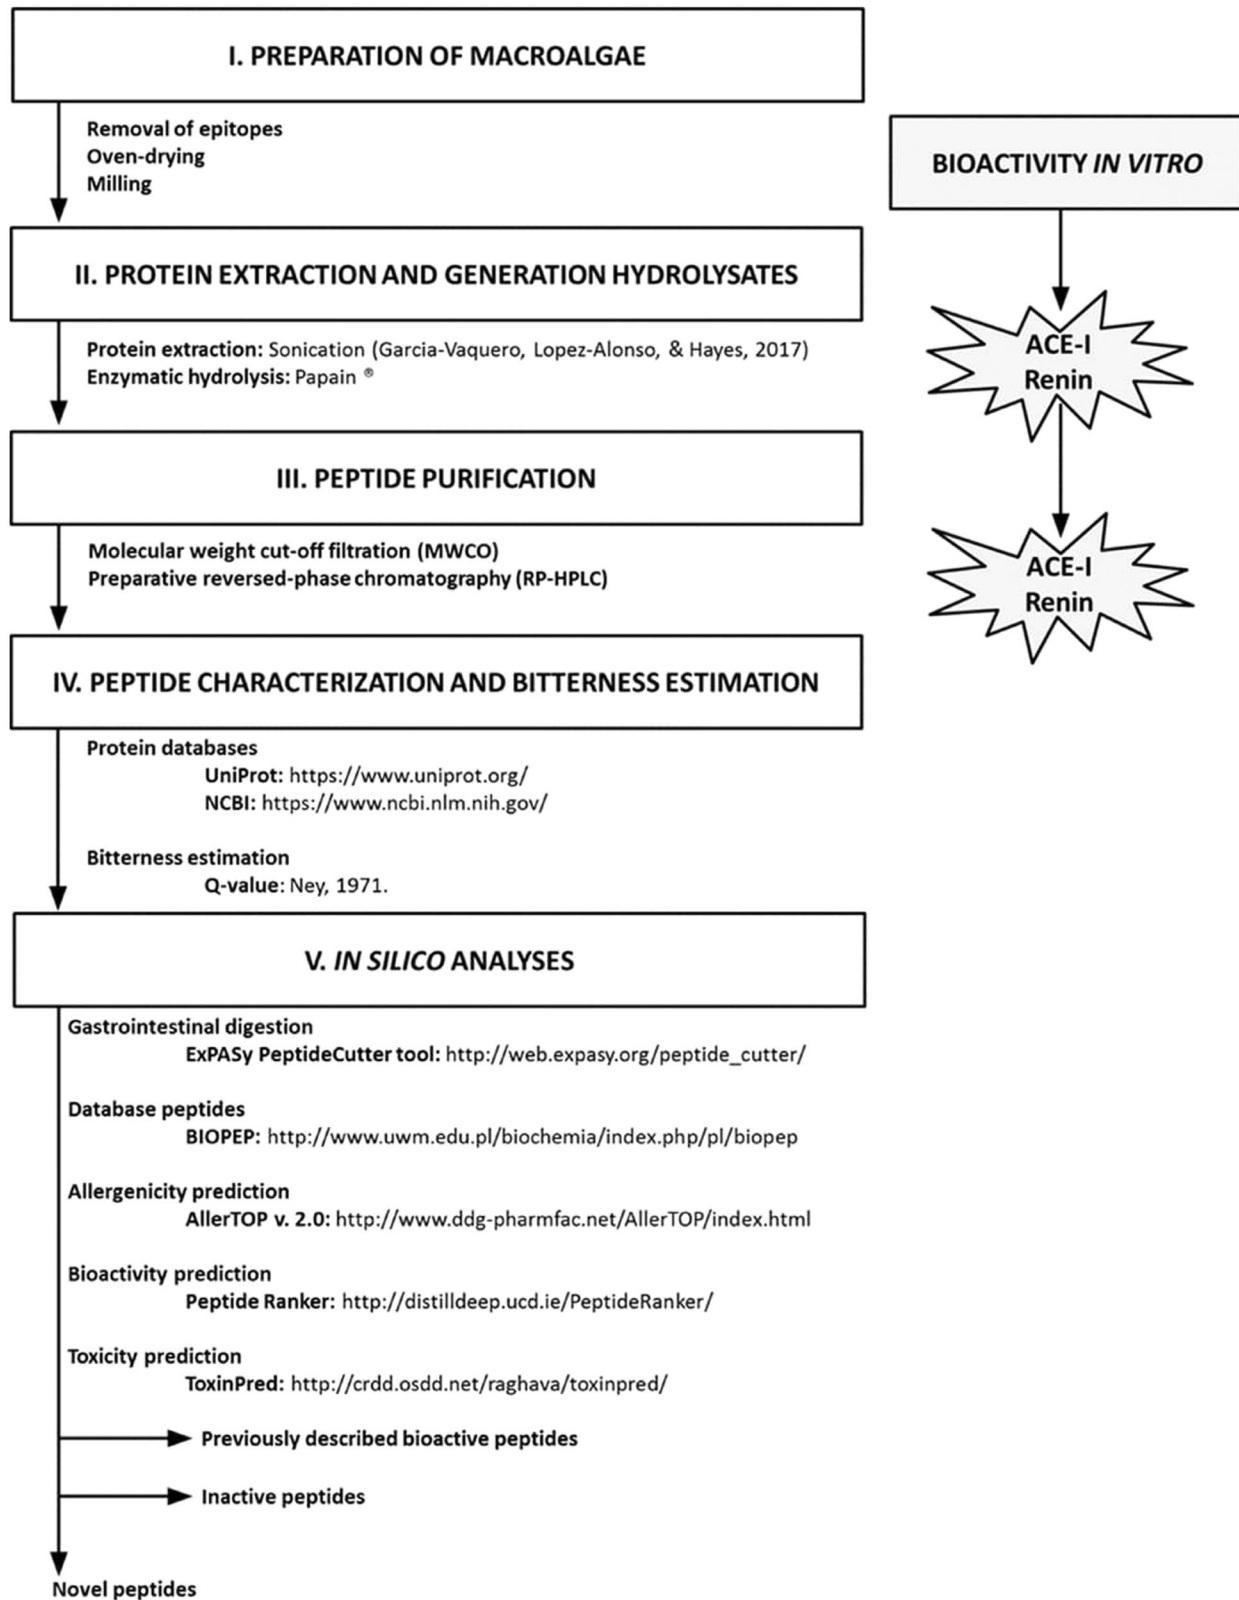 I. PREPARATION OF MACROALGAE
Removal of epitopes
Oven-drying
Milling
BIOACTIVITY IN VITRO
II. PROTEIN EXTRACTION AND GENERATION HYDROLYSATES
Protein extraction: Sonication (Garcia-Vaquero, Lopez-Alonso, & Hayes, 2017)
Enzymatic hydrolysis: Papain ®
ACE-I
Renin
III. PEPTIDE PURIFICATION
Molecular weight cut-off filtration (MWCO)
Preparative reversed-phase chromatography (RP-HPLC)
ACE-I
Renin
IV. PEPTIDE CHARACTERIZATION AND BITTERNESS ESTIMATION
Protein databases
UniProt: https://www.uniprot.org/
NCBI: https://www.ncbi.nlm.nih.gov/
Bitterness estimation
Q-value: Ney, 1971.
V. IN SILICO ANALYSES
Gastrointestinal digestion
ExPASy PeptideCutter tool: http://web.expasy.org/peptide_cutter/
Database peptides
BIOPEP: http://www.uwm.edu.pl/biochemia/index.php/pl/biopep
Allergenicity prediction
AllerTOP v. 2.0: http://www.ddg-pharmfac.net/AllerTOP/index.html
Bioactivity prediction
Peptide Ranker: http://distilldeep.ucd.ie/PeptideRanker/
Toxicity prediction
ToxinPred: http://crdd.osdd.net/raghava/toxinpred/
Previously described bioactive peptides
Inactive peptides
Novel peptides